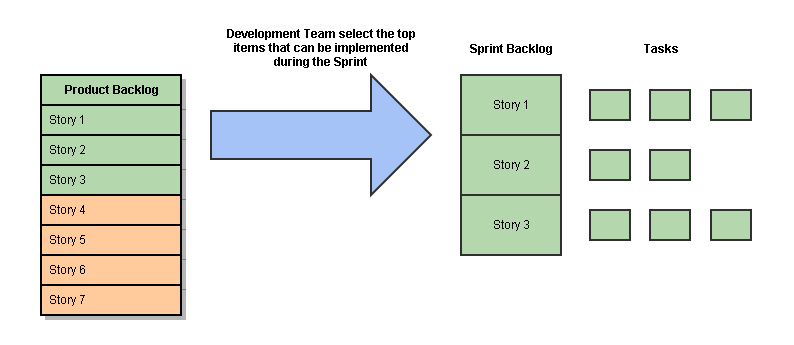 Development Team select the top
items that can be implemented
during the Sprint
Sprint Backlog
Tasks
Product Backlog
Story 1
Story 2
Story 3
Story 4
Story 5
Story 6
Story 7
Story 1
Story 2
Story 3